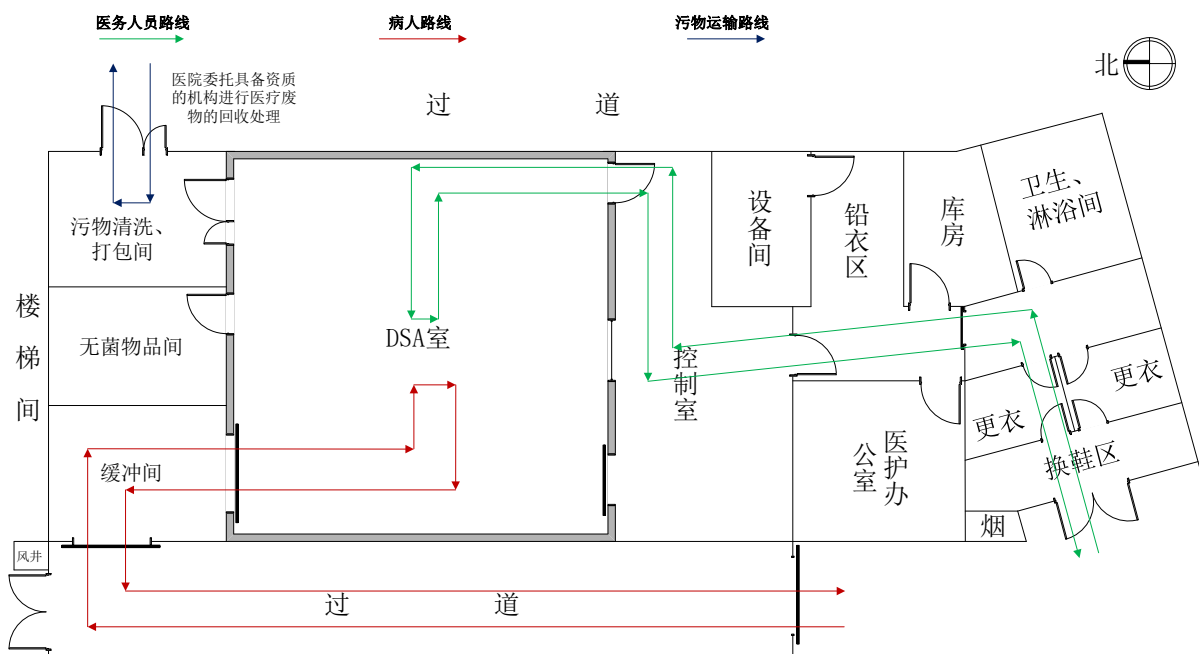 医务人员路线
病人路线
污物运输路线
医院委托具备资质
的机构进行医疗废
物的回收处理
过道
北
污物清洗、
打包间
设备间
铅衣区
库房
卫生、
淋浴间
楼梯间
无菌物品间
DSA室
控制室
更衣
更衣
缓冲间
医护办
公室
换鞋区
烟
风井
过道